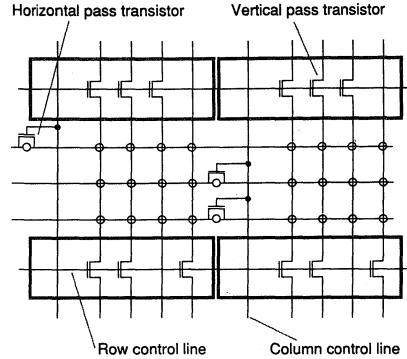 Horizontal pass transistor
Vertical pass transistor
Row control line
Column control line